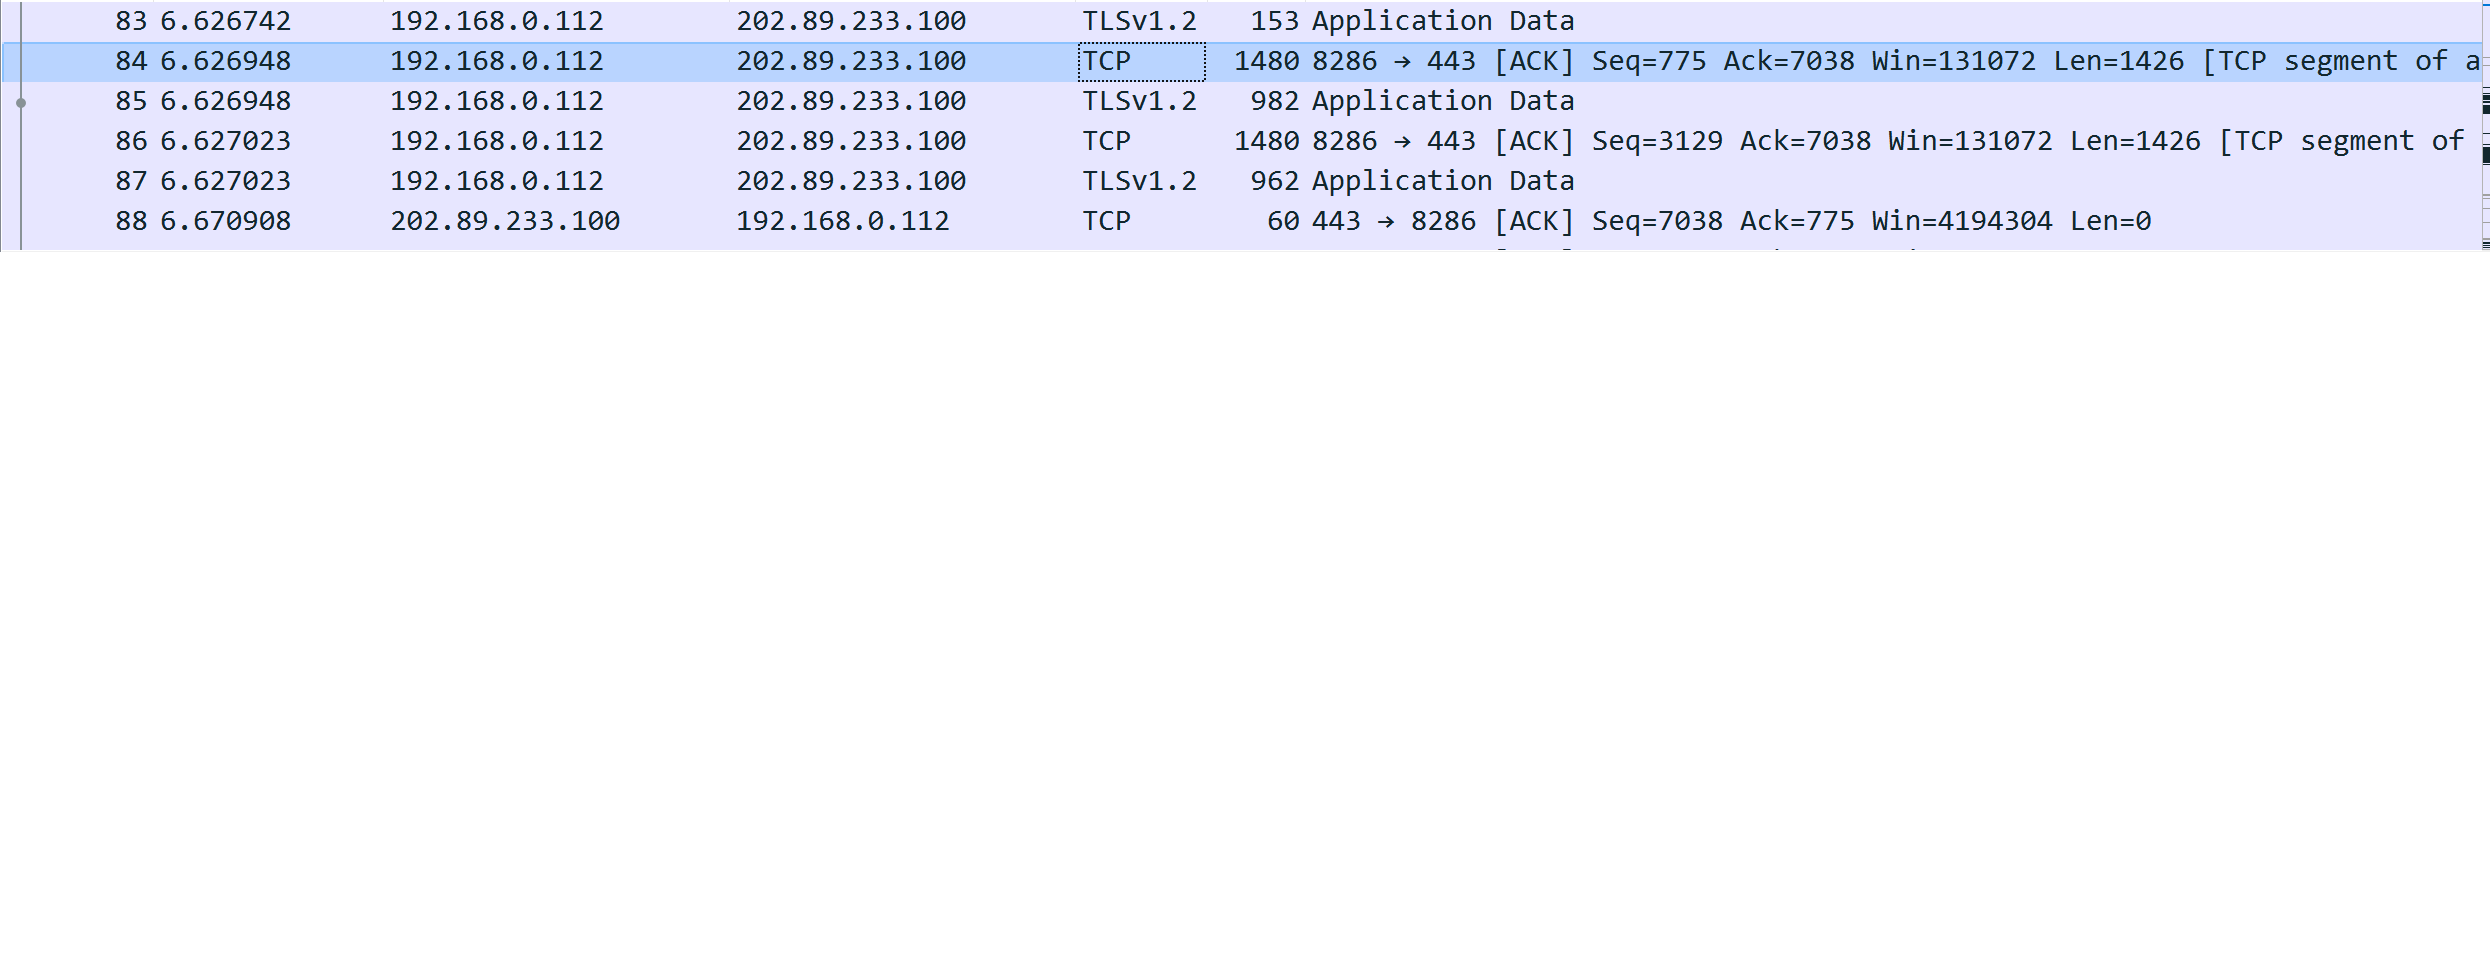 83 6.626742 192.168.0.112 202.89.233.100 TLSv1.2 153 Application Data
84 6.626948 192.168.0.112 202.89.233.100 TCP 1480 8286 → 443 [ACK] Seq=775 Ack=7038 Win=131072 Len=1426 [TCP segment of a
85 6.626948 192.168.0.112 202.89.233.100 TLSv1.2 982 Application Data
86 6.627023 192.168.0.112 202.89.233.100 TCP 1480 8286 → 443 [ACK] Seq=3129 Ack=7038 Win=131072 Len=1426 [TCP segment of
87 6.627023 192.168.0.112 202.89.233.100 TLSv1.2 962 Application Data
88 6.670908 202.89.233.100 192.168.0.112 TCP 60 443 → 8286 [ACK] Seq=7038 Ack=775 Win=4194304 Len=0